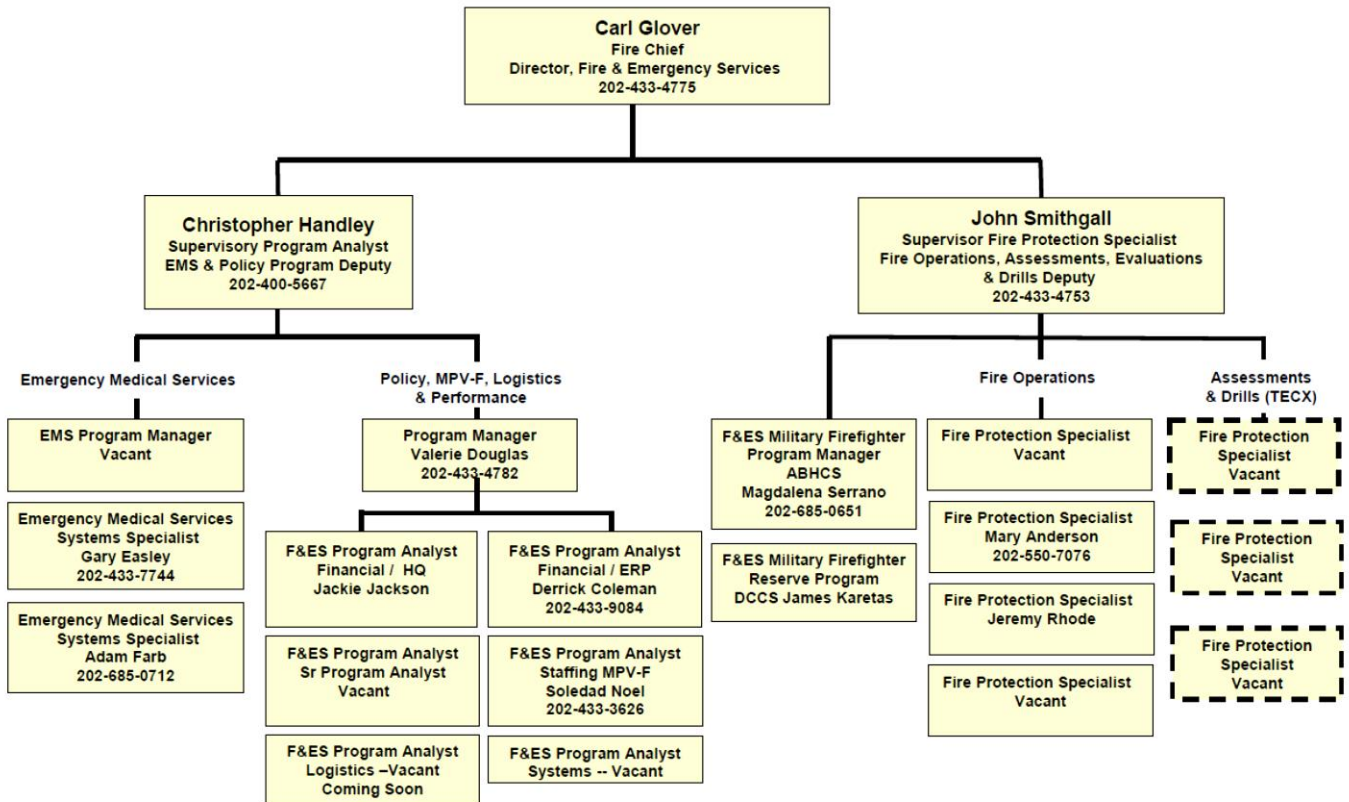 Carl Glover
Fire Chief
Director, Fire & Emergency Services
202-433-4775
Christopher Handley
Supervisory Program Analyst
EMS & Policy Program Deputy
202-400-5667
John Smithgall
Supervisor Fire Protection Specialist
Fire Operations, Assessments, Evaluations
& Drills Deputy
202-433-4753
Emergency Medical Services
EMS Program Manager
Vacant
Emergency Medical Services
Systems Specialist
Gary Easley
202-433-7744
Emergency Medical Services
Systems Specialist
Adam Farb
202-685-0712
Policy, MPV-F, Logistics
& Performance
Program Manager
Valerie Douglas
202-433-4782
F&ES Program Analyst
Financial / HQ
Jackie Jackson
F&ES Program Analyst
Sr Program Analyst
Vacant
F&ES Program Analyst
Logistics –Vacant
Coming Soon
F&ES Program Analyst
Financial / ERP
Derrick Coleman
202-433-9084
F&ES Program Analyst
Staffing MPV-F
Soledad Noel
202-433-3626
F&ES Program Analyst
Systems -- Vacant
F&ES Military Firefighter
Program Manager
ABHCS
Magdalena Serrano
202-685-0651
F&ES Military Firefighter
Reserve Program
DCCS James Karetas
Fire Operations
Fire Protection Specialist
Vacant
Fire Protection Specialist
Mary Anderson
202-550-7076
Fire Protection Specialist
Jeremy Rhode
Fire Protection Specialist
Vacant
Assessments
& Drills (TECX)
Fire Protection
Specialist
Vacant
Fire Protection
Specialist
Vacant
Fire Protection
Specialist
Vacant